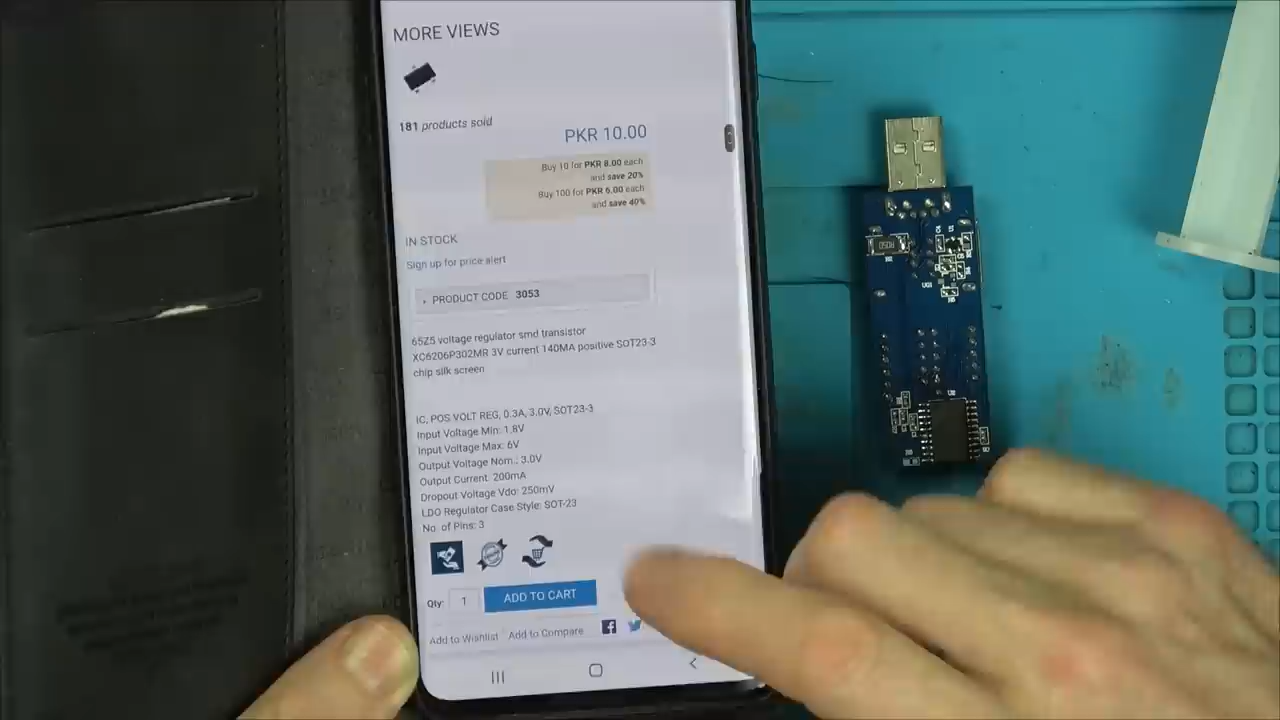 MORE VIEWS
181 products sold
PKR 10.00
Buy 10 for PKR 8.00 each
and save 20%
Buy 100 for PKR 6.00 each
and save 40%
IN STOCK
Sign up for price alert
PRODUCT CODE 3053
65Z5 voltage regulator smd transistor
XC6206P302MR 3V current 140MA positive SOT23-3
chip silk screen
IC, POS VOLT REG, 0.3A, 3.0V, SOT23-3
Input Voltage Min: 1.8V
Input Voltage Max: 6V
Output Voltage Nom.: 3.0V
Output Current: 200mA
Dropout Voltage Vdo: 250mV
LDO Regulator Case Style: SOT-23
No. of Pins: 3
Qty: 1 ADD TO CART
Add to Wishlist Add to Compare
R050